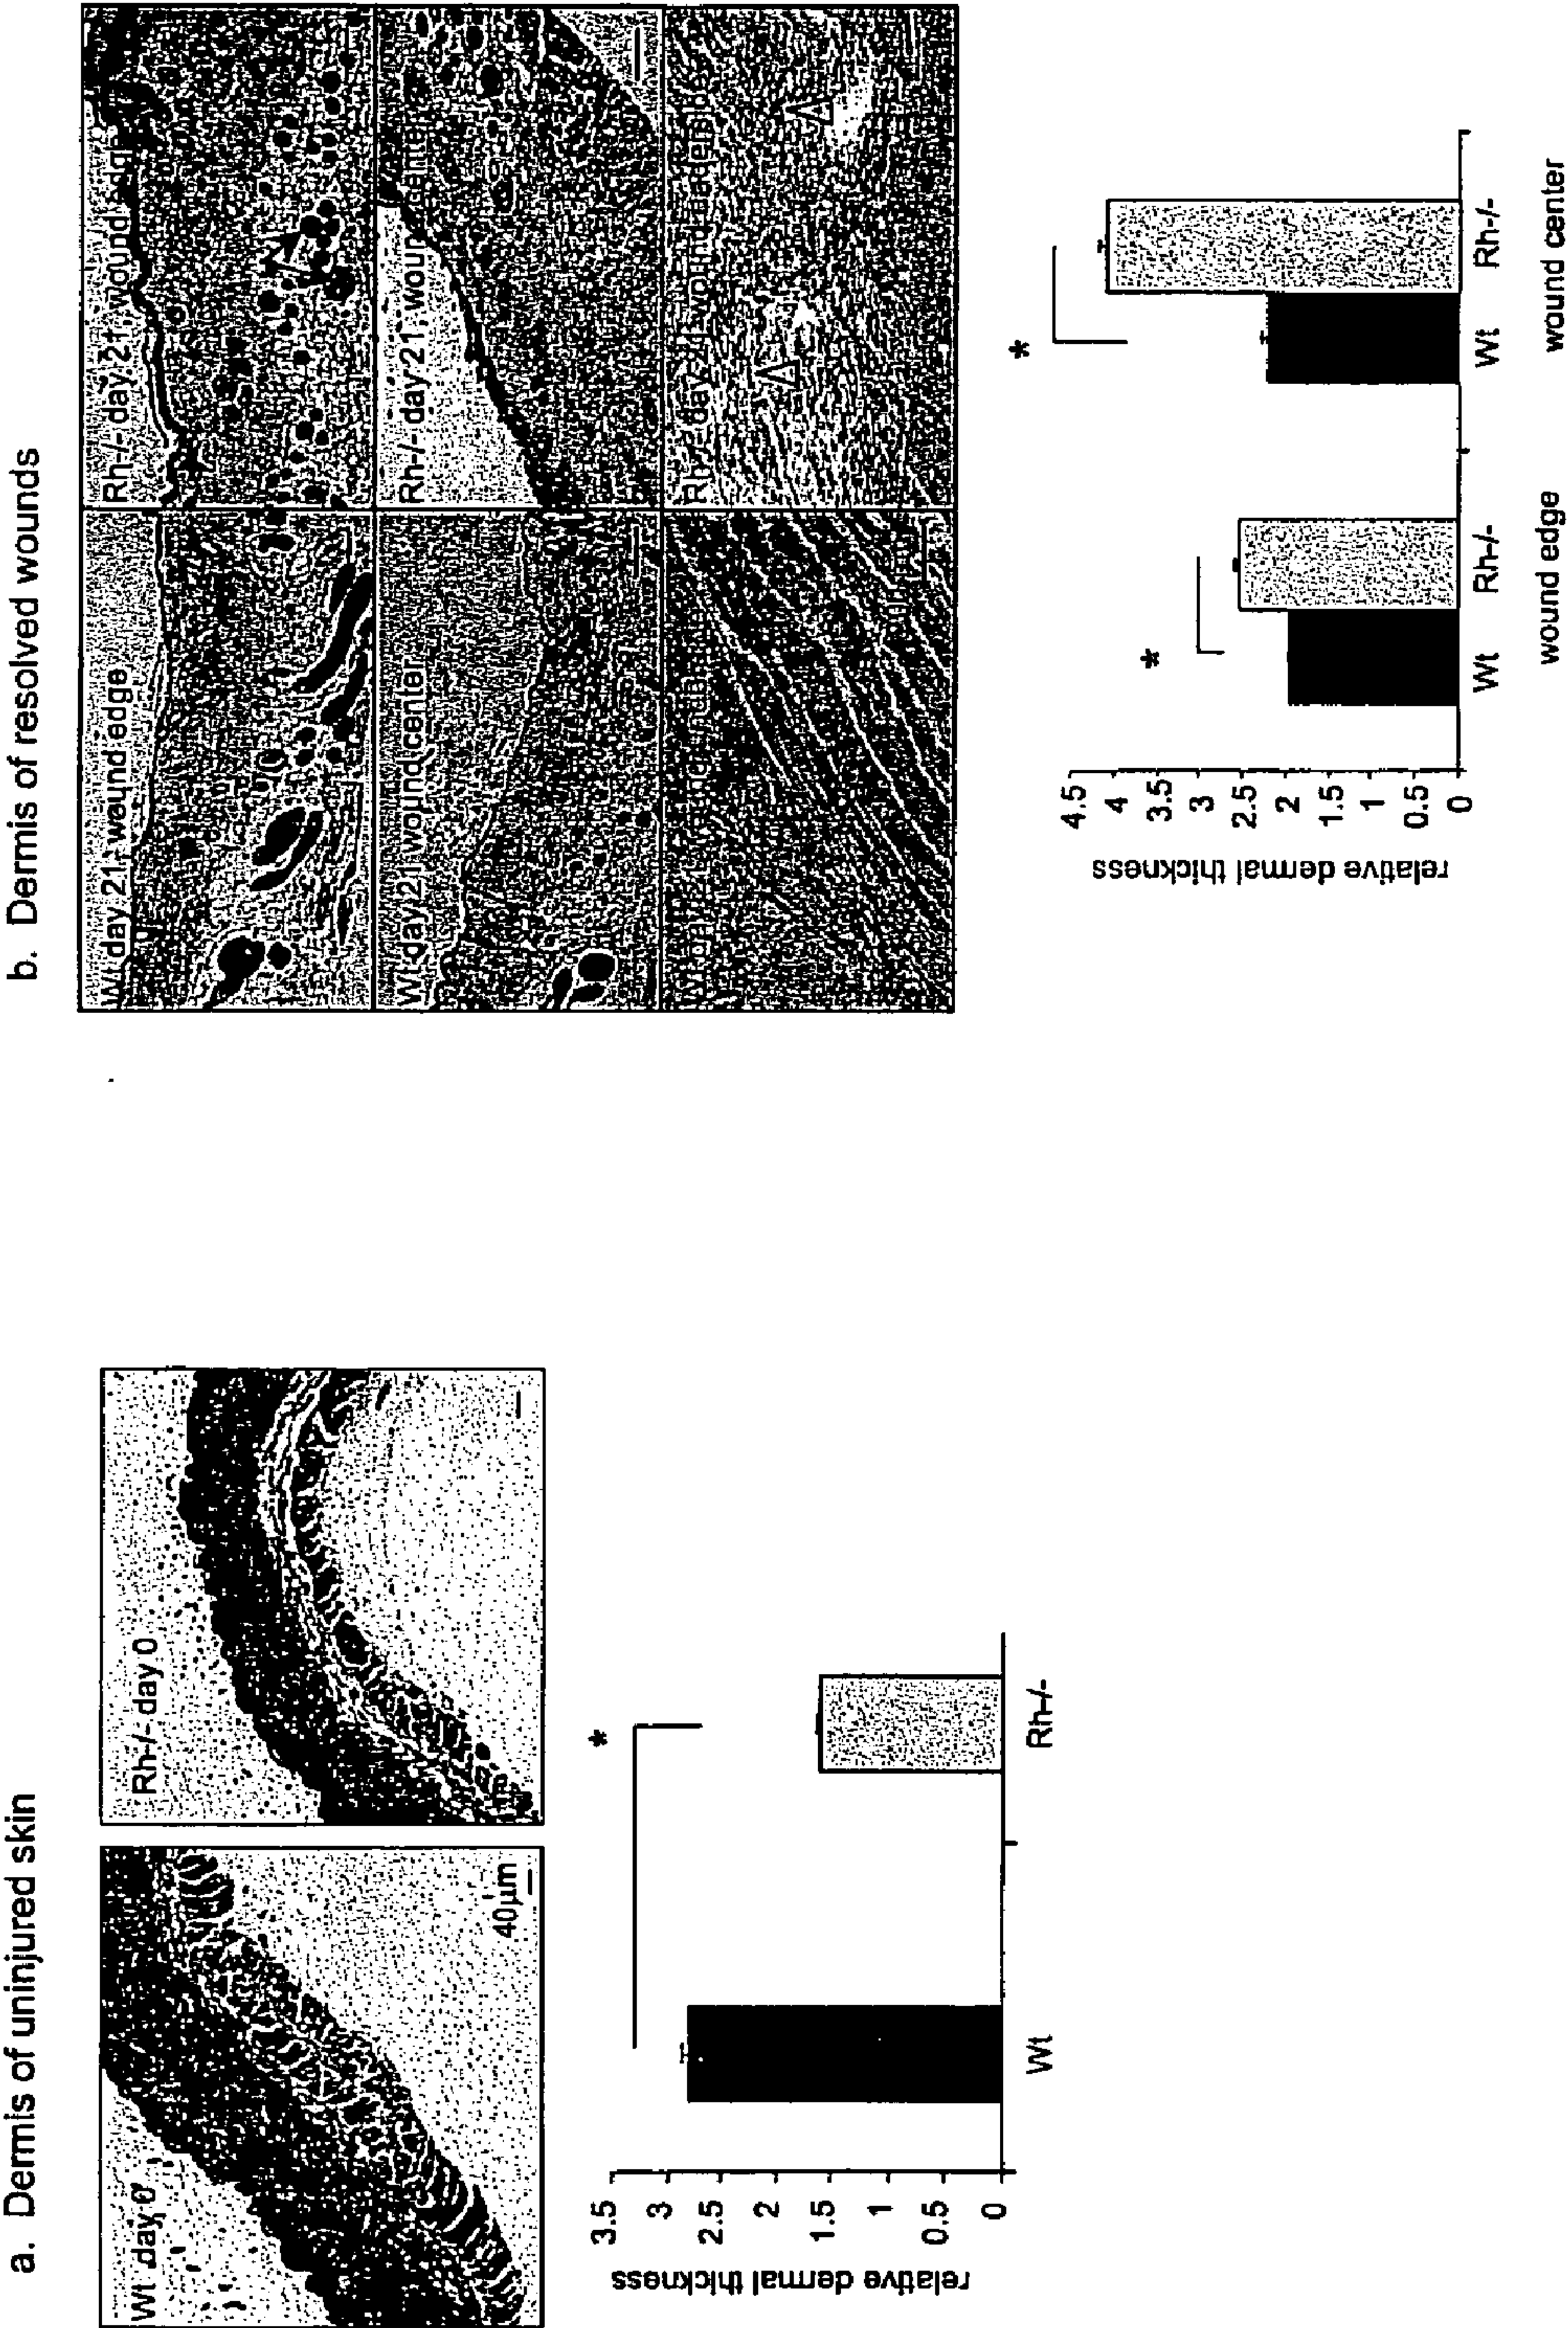 a. Dermis of uninjured skin
Wt day 0
40µm
Rh-/- day 0
relative dermal thickness
3.5
3
2.5
2
1.5
1
0.5
0
*
Wt
Rh-/-
b. Dermis of resolved wounds
Wt day 21, wound edge
Rh-/- day 21, wound edge
Wt day 21 wound center
Rh-/- day 21, wound center
relative dermal thickness
4.5
4
3.5
3
2.5
2
1.5
1
0.5
0
*
*
Wt
Rh-/-
Wt
Rh-/-
wound edge
wound center